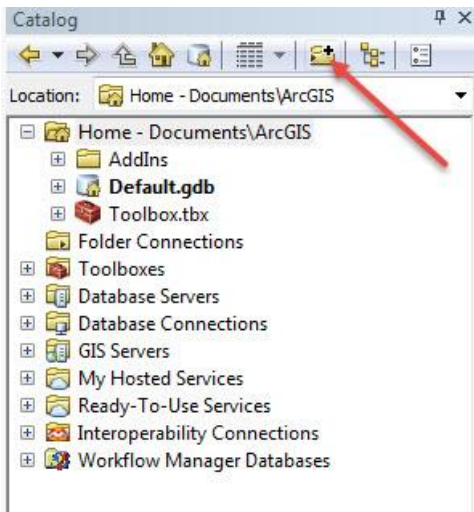 Catalog
Location: Home - Documents\ArcGIS
Home - Documents\ArcGIS
AddIns
Default.gdb
Toolbox.tbx
Folder Connections
Toolboxes
Database Servers
Database Connections
GIS Servers
My Hosted Services
Ready-To-Use Services
Interoperability Connections
Workflow Manager Databases